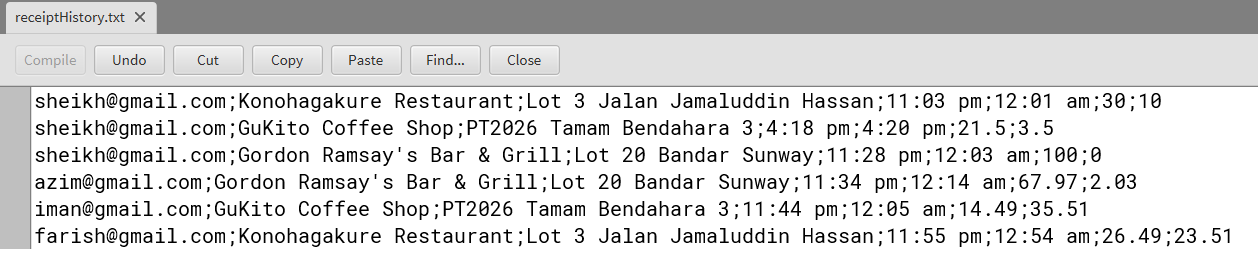 receiptHistory.txt ✕
Compile Undo Cut Copy Paste Find... Close
sheikh@gmail.com;Konohagakure Restaurant;Lot 3 Jalan Jamaluddin Hassan;11:03 pm;12:01 am;30;10
sheikh@gmail.com;GuKito Coffee Shop;PT2026 Tamam Bendahara 3;4:18 pm;4:20 pm;21.5;3.5
sheikh@gmail.com;Gordon Ramsay's Bar & Grill;Lot 20 Bandar Sunway;11:28 pm;12:03 am;100;0
azim@gmail.com;Gordon Ramsay's Bar & Grill;Lot 20 Bandar Sunway;11:34 pm;12:14 am;67.97;2.03
iman@gmail.com;GuKito Coffee Shop;PT2026 Tamam Bendahara 3;11:44 pm;12:05 am;14.49;35.51
farish@gmail.com;Konohagakure Restaurant;Lot 3 Jalan Jamaluddin Hassan;11:55 pm;12:54 am;26.49;23.51